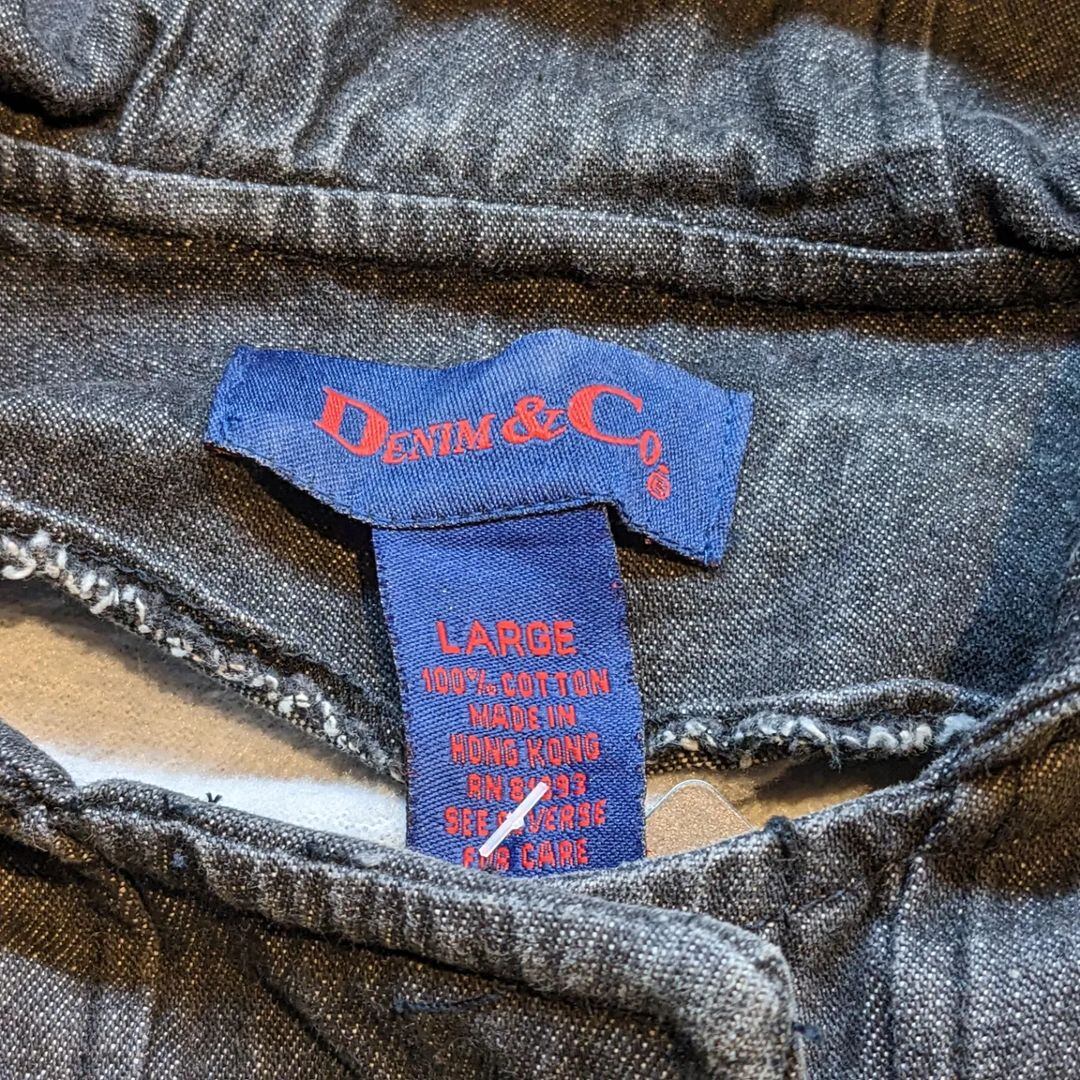 DENIM & Co.®
LARGE
100% COTTON
MADE IN
HONG KONG
RN
SEE REVERSE
FOR CARE